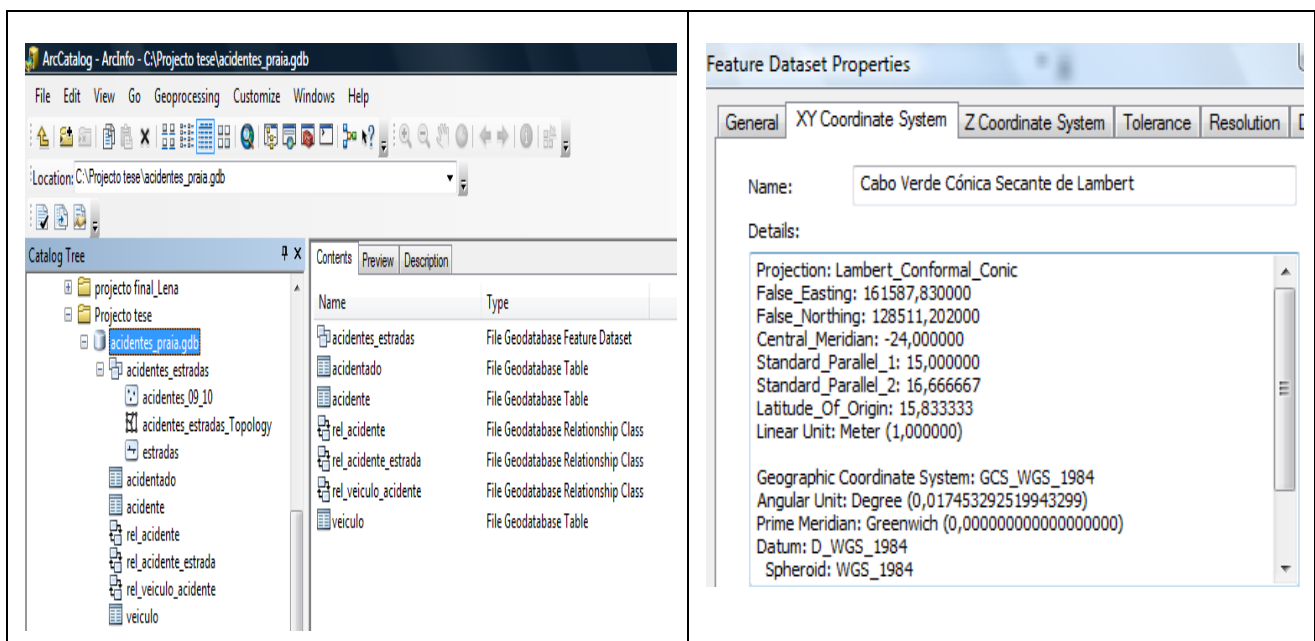 ArcCatalog - ArcInfo - C:\Projecto tese\acidentes_praia.gdb
File Edit View Go Geoprocessing Customize Windows Help
Location: C:\Projecto tese\acidentes_praia.gdb
Catalog Tree
projecto final_Lena
Projecto tese
acidentes_praia.gdb
acidentes_estradas
acidentes_09_10
acidentes_estradas_Topology
estradas
acidentado
acidente
rel_acidente
rel_acidente_estrada
rel_veiculo_acidente
veiculo
Contents Preview Description
Name Type
acidentes_estradas File Geodatabase Feature Dataset
acidentado File Geodatabase Table
acidente File Geodatabase Table
rel_acidente File Geodatabase Relationship Class
rel_acidente_estrada File Geodatabase Relationship Class
rel_veiculo_acidente File Geodatabase Relationship Class
veiculo File Geodatabase Table
Feature Dataset Properties
General XY Coordinate System Z Coordinate System Tolerance Resolution
Name: Cabo Verde Cónica Secante de Lambert
Details:
Projection: Lambert_Conformal_Conic
False_Easting: 161587,830000
False_Northing: 128511,202000
Central_Meridian: -24,000000
Standard_Parallel_1: 15,000000
Standard_Parallel_2: 16,666667
Latitude_Of_Origin: 15,833333
Linear Unit: Meter (1,000000)
Geographic Coordinate System: GCS_WGS_1984
Angular Unit: Degree (0,017453292519943299)
Prime Meridian: Greenwich (0,000000000000000000)
Datum: D_WGS_1984
Spheroid: WGS_1984